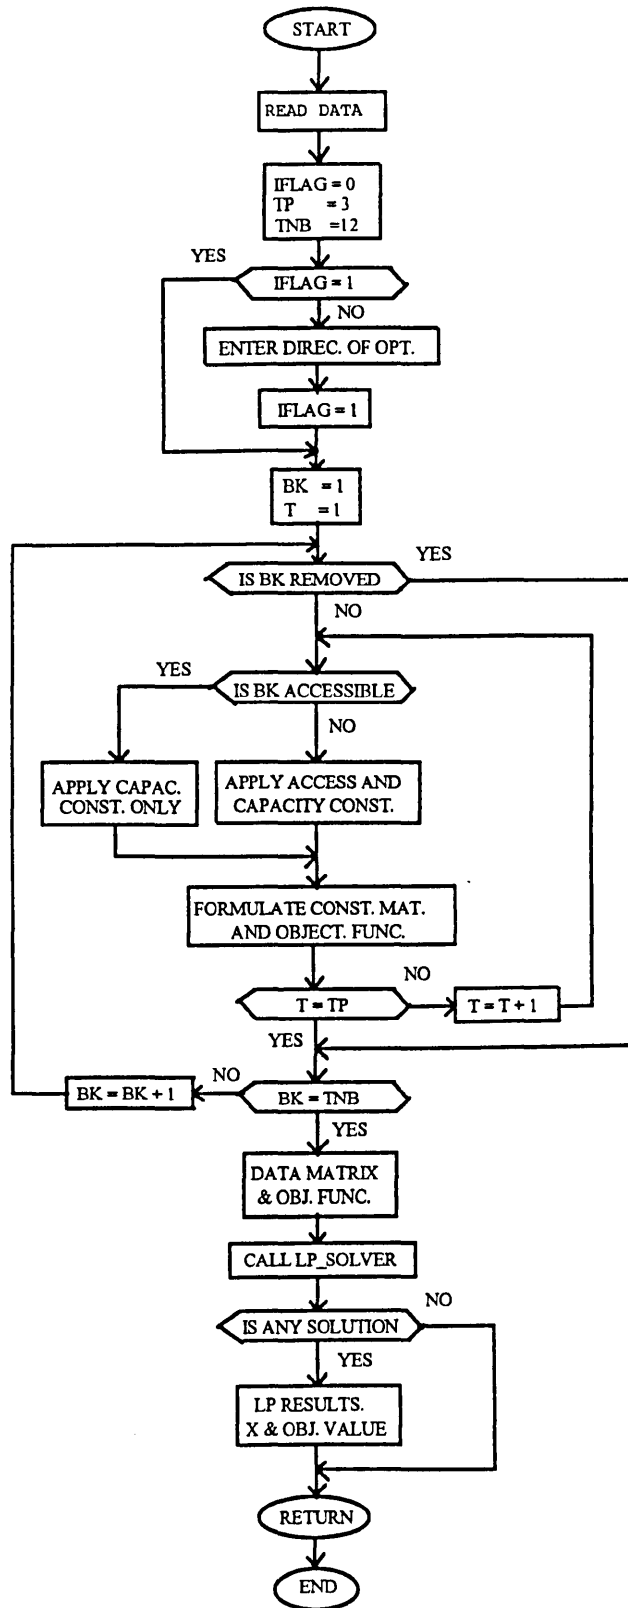 START
READ DATA
IFLAG = 0
TP = 3
TNB =12
YES
IFLAG = 1
NO
ENTER DIREC. OF OPT.
IFLAG = 1
BK = 1
T = 1
YES
IS BK REMOVED
NO
YES
IS BK ACCESSIBLE
NO
APPLY CAPAC.
CONST. ONLY
APPLY ACCESS AND
CAPACITY CONST.
FORMULATE CONST. MAT.
AND OBJECT. FUNC.
NO
T = TP
T = T + 1
YES
NO
BK = BK + 1
BK = TNB
YES
DATA MATRIX
& OBJ. FUNC.
CALL LP_SOLVER
NO
IS ANY SOLUTION
YES
LP RESULTS.
X & OBJ. VALUE
RETURN
END